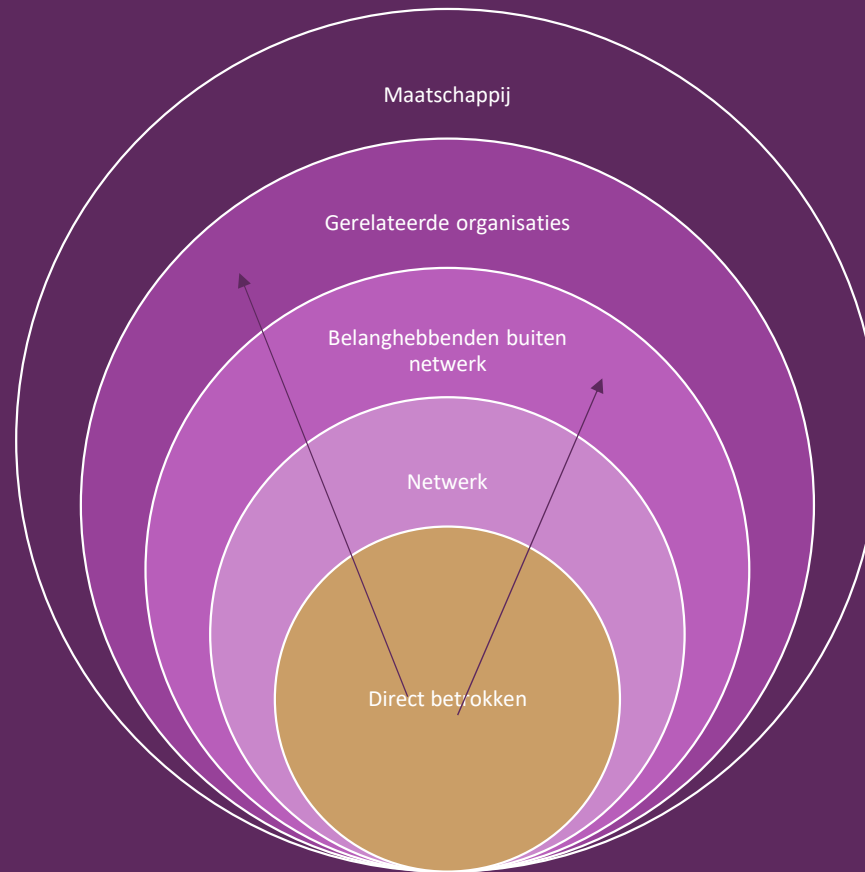 Maatschappij
Gerelateerde organisaties
Belanghebbenden buiten
netwerk
Netwerk
Direct betrokken